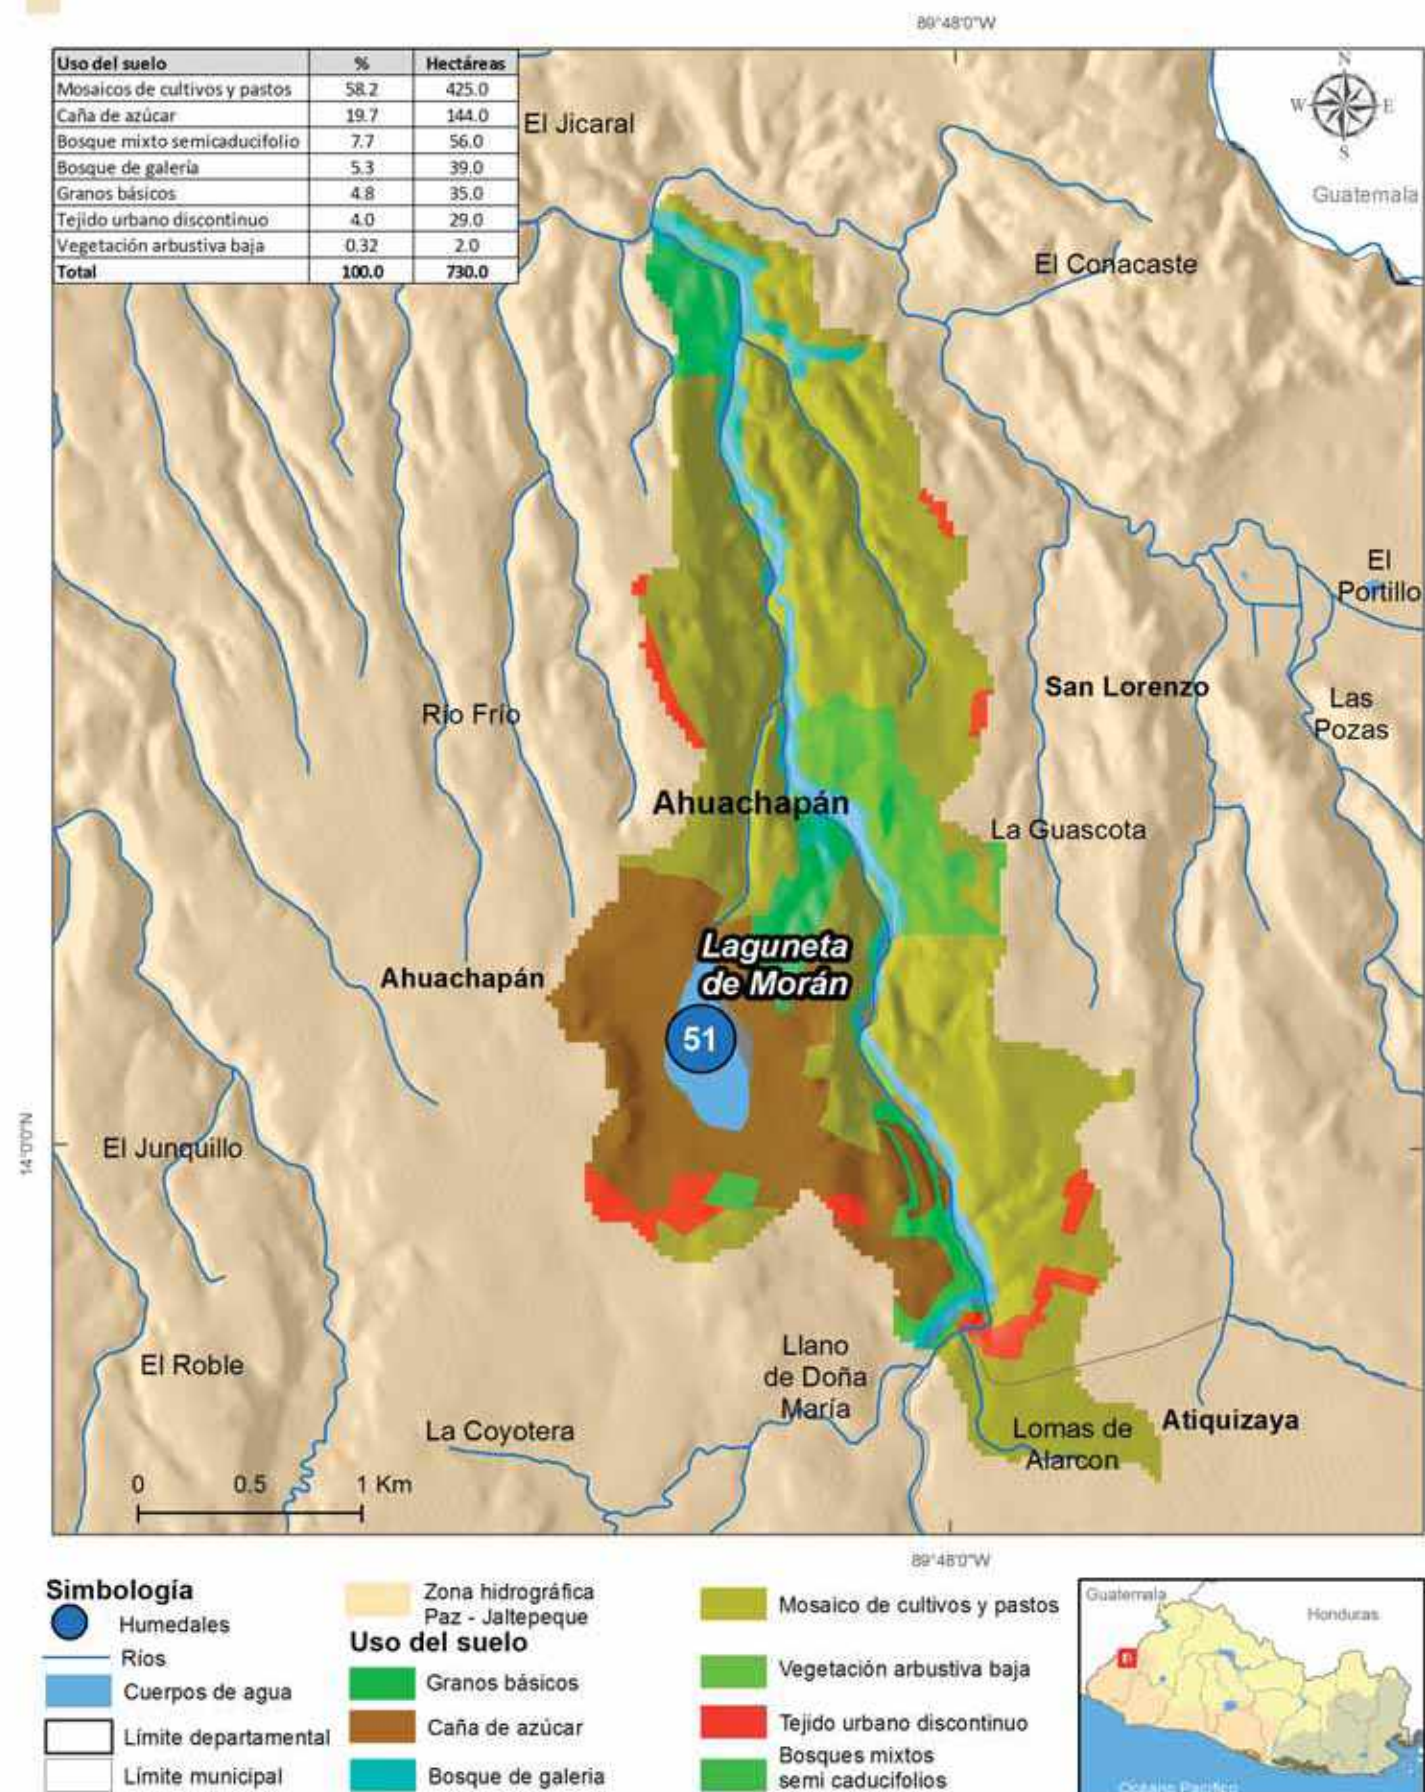 89°48'0"W
Uso del suelo % Hectáreas
Mosaicos de cultivos y pastos 58.2 425.0
Caña de azúcar 19.7 144.0
Bosque mixto semicaducifolio 7.7 56.0
Bosque de galería 5.3 39.0
Granos básicos 4.8 35.0
Tejido urbano discontinuo 4.0 29.0
Vegetación arbustiva baja 0.32 2.0
Total 100.0 730.0
N
W E
S
Guatemala
El Jicaral
El Conacaste
El
Portillo
San Lorenzo
Las
Pozas
Río Frío
Ahuachapán
La Guascota
Laguneta
de Morán
Ahuachapán
51
14°0'0"N
El Junquillo
Llano
de Doña
María
El Roble
La Coyotera
Lomas de
Alarcon
Atiquizaya
0 0.5 1 Km
89°48'0"W
Simbología
Humedales
Ríos
Cuerpos de agua
Límite departamental
Límite municipal
Zona hidrográfica
Paz - Jaltepeque
Uso del suelo
Granos básicos
Caña de azúcar
Bosque de galeria
Mosaico de cultivos y pastos
Vegetación arbustiva baja
Tejido urbano discontinuo
Bosques mixtos
semi caducifolios
Guatemala
Honduras
Océano Pacífico